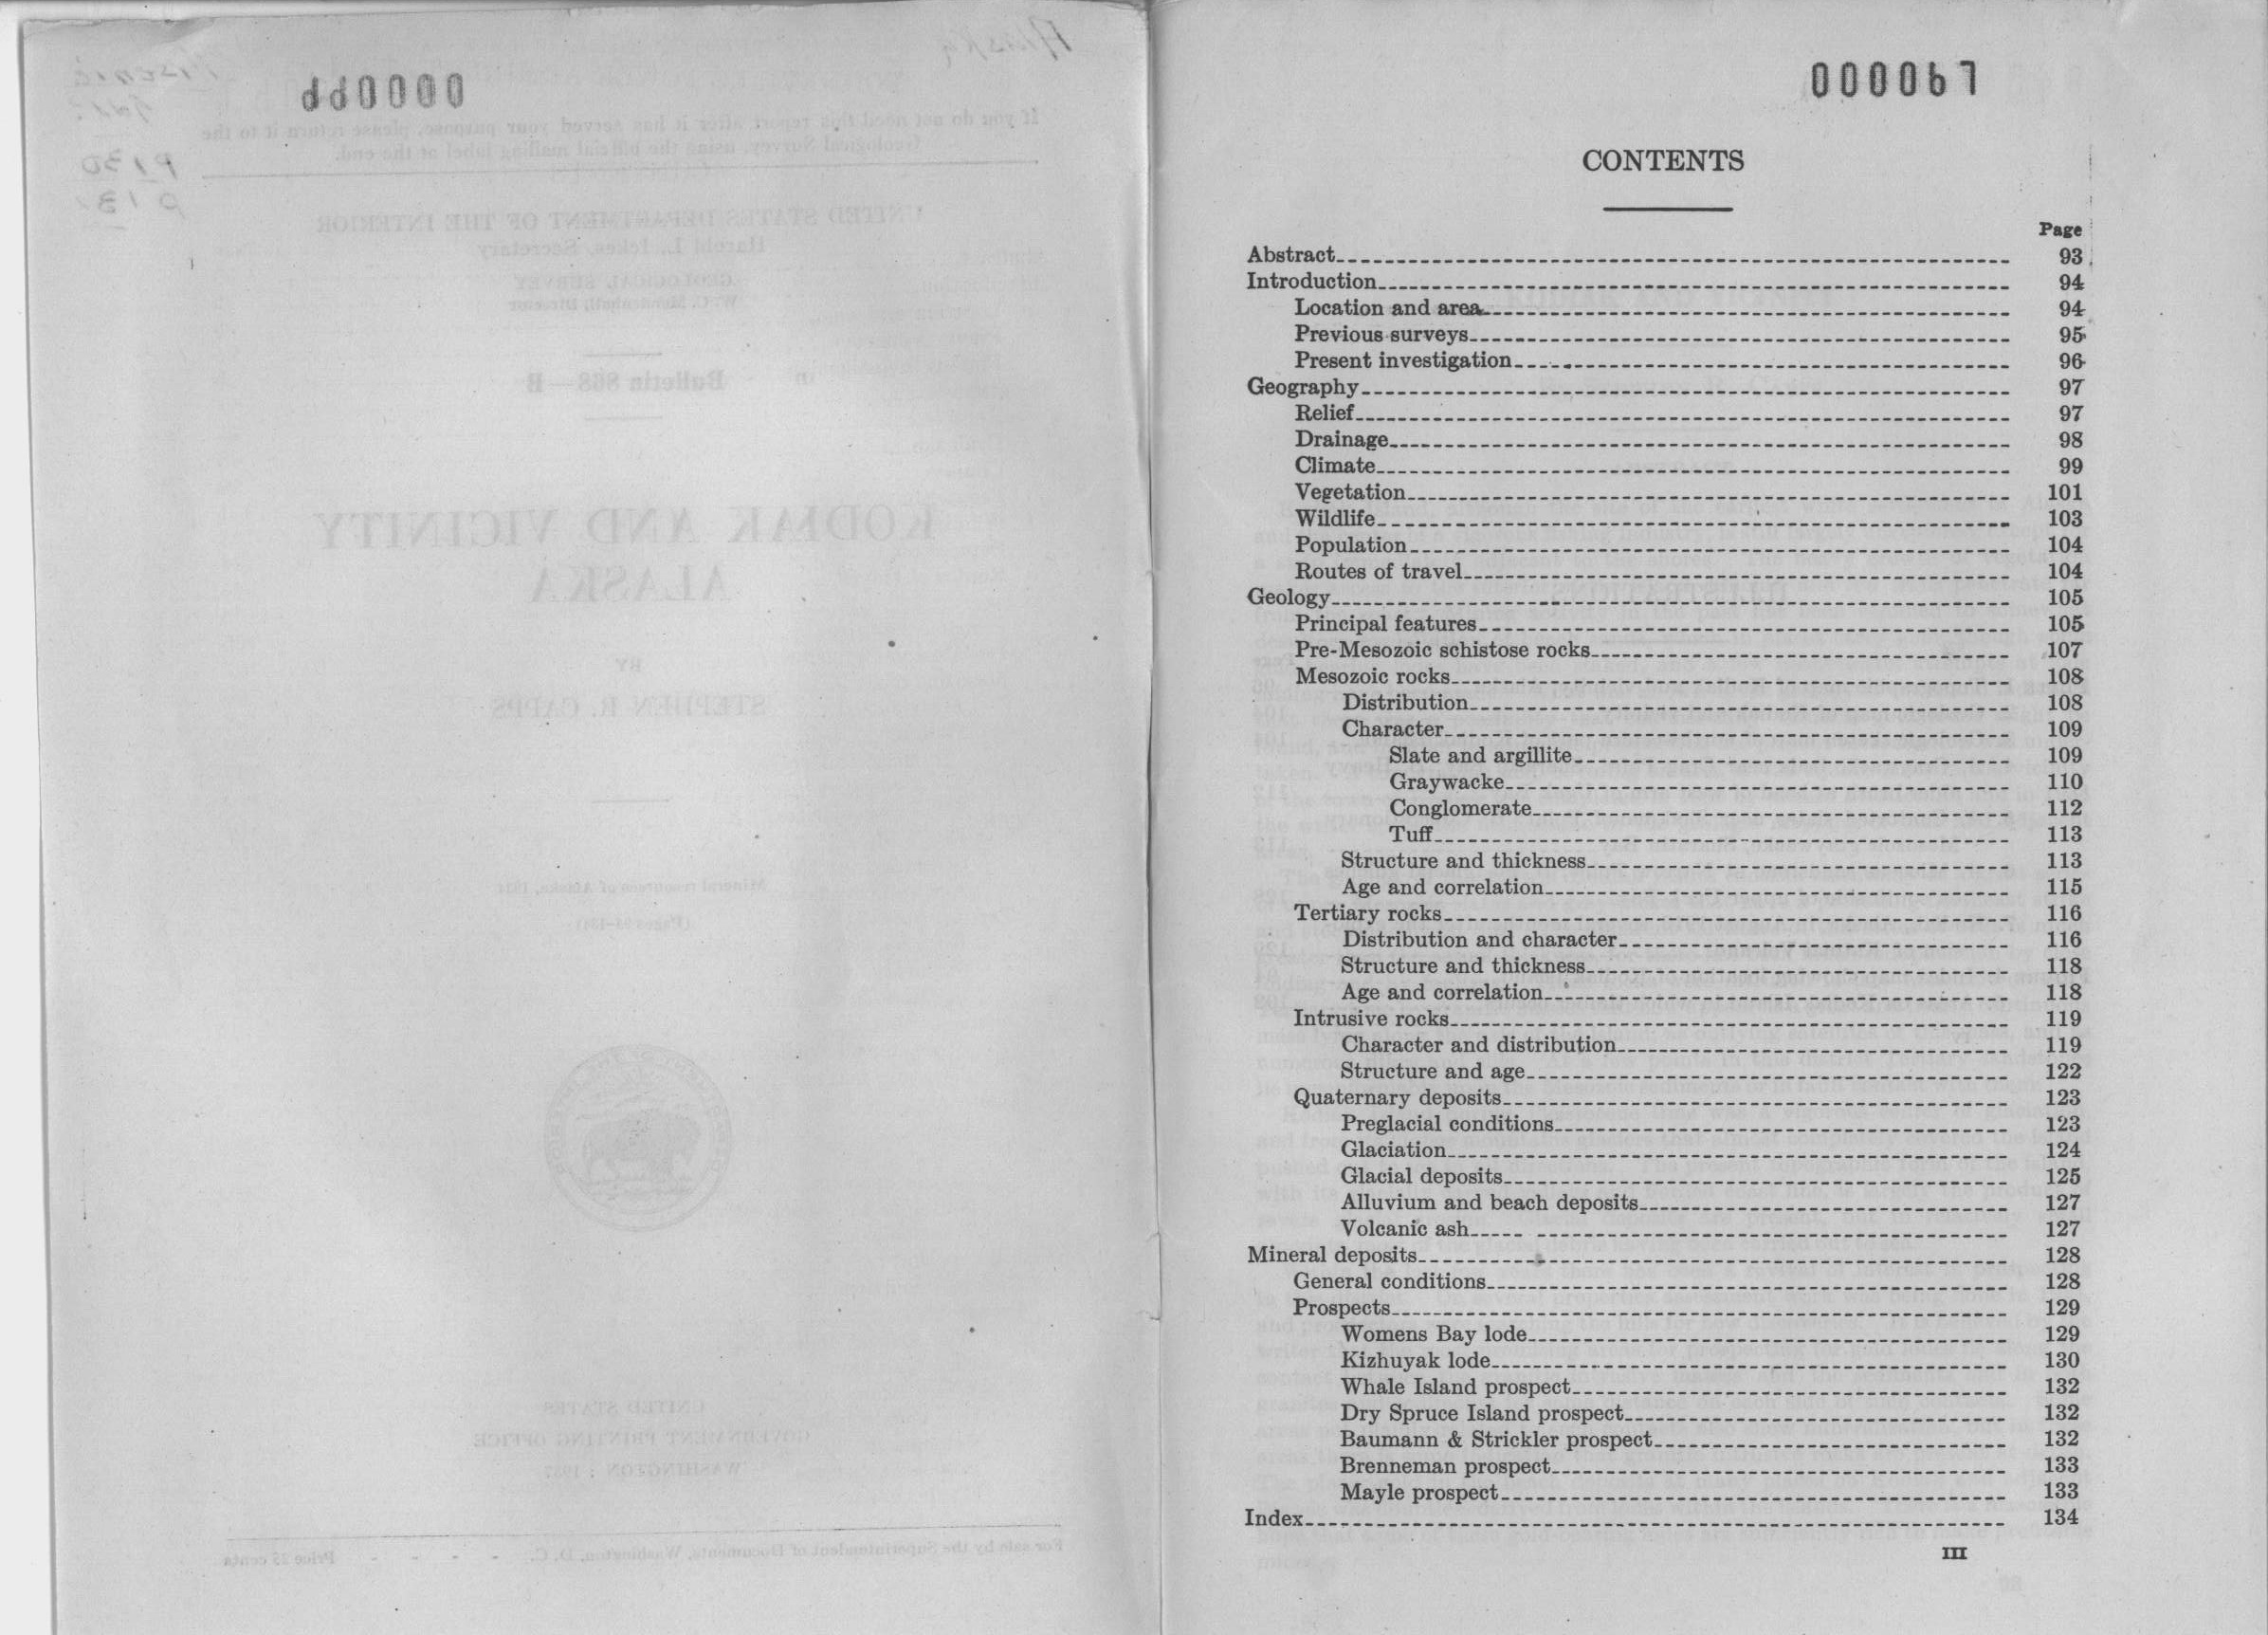 000066
000067
CONTENTS
Page
Abstract 93
Introduction 94
Location and area 94
Previous surveys 95
Present investigation 96
Geography 97
Relief 97
Drainage 98
Climate 99
Vegetation 101
Wildlife 103
Population 104
Routes of travel 104
Geology 105
Principal features 105
Pre-Mesozoic schistose rocks 107
Mesozoic rocks 108
Distribution 108
Character 109
Slate and argillite 109
Graywacke 110
Conglomerate 112
Tuff 113
Structure and thickness 113
Age and correlation 115
Tertiary rocks 116
Distribution and character 116
Structure and thickness 118
Age and correlation 118
Intrusive rocks 119
Character and distribution 119
Structure and age 122
Quaternary deposits 123
Preglacial conditions 123
Glaciation 124
Glacial deposits 125
Alluvium and beach deposits 127
Volcanic ash 127
Mineral deposits 128
General conditions 128
Prospects 129
Womens Bay lode 129
Kizhuyak lode 130
Whale Island prospect 132
Dry Spruce Island prospect 132
Baumann & Strickler prospect 132
Brenneman prospect 133
Mayle prospect 133
Index 134
III